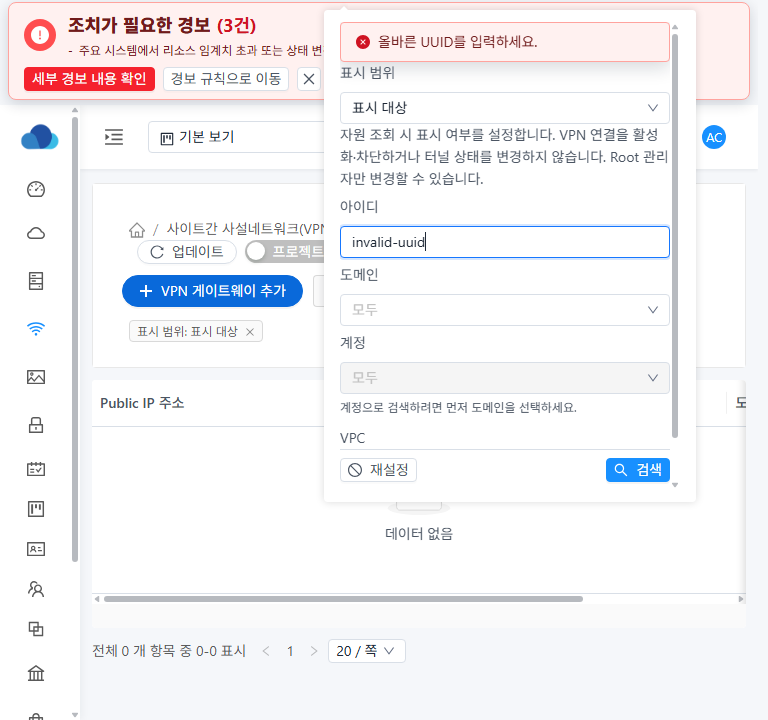 조치가 필요한 경보 (3건)
- 주요 시스템에서 리소스 임계치 초과 또는 상태 변
세부 경보 내용 확인
경보 규칙으로 이동
기본 보기
AC
/ 사이트간 사설네트워크(VPN
업데이트
프로젝트
VPN 게이트웨이 추가
표시 범위: 표시 대상
Public IP 주소
도
데이터 없음
전체 0 개 항목 중 0-0 표시
1
20 / 쪽
올바른 UUID를 입력하세요.
표시 범위
표시 대상
자원 조회 시 표시 여부를 설정합니다. VPN 연결을 활성
화·차단하거나 터널 상태를 변경하지 않습니다. Root 관리
자만 변경할 수 있습니다.
아이디
invalid-uuid
도메인
모두
계정
모두
계정으로 검색하려면 먼저 도메인을 선택하세요.
VPC
재설정
검색